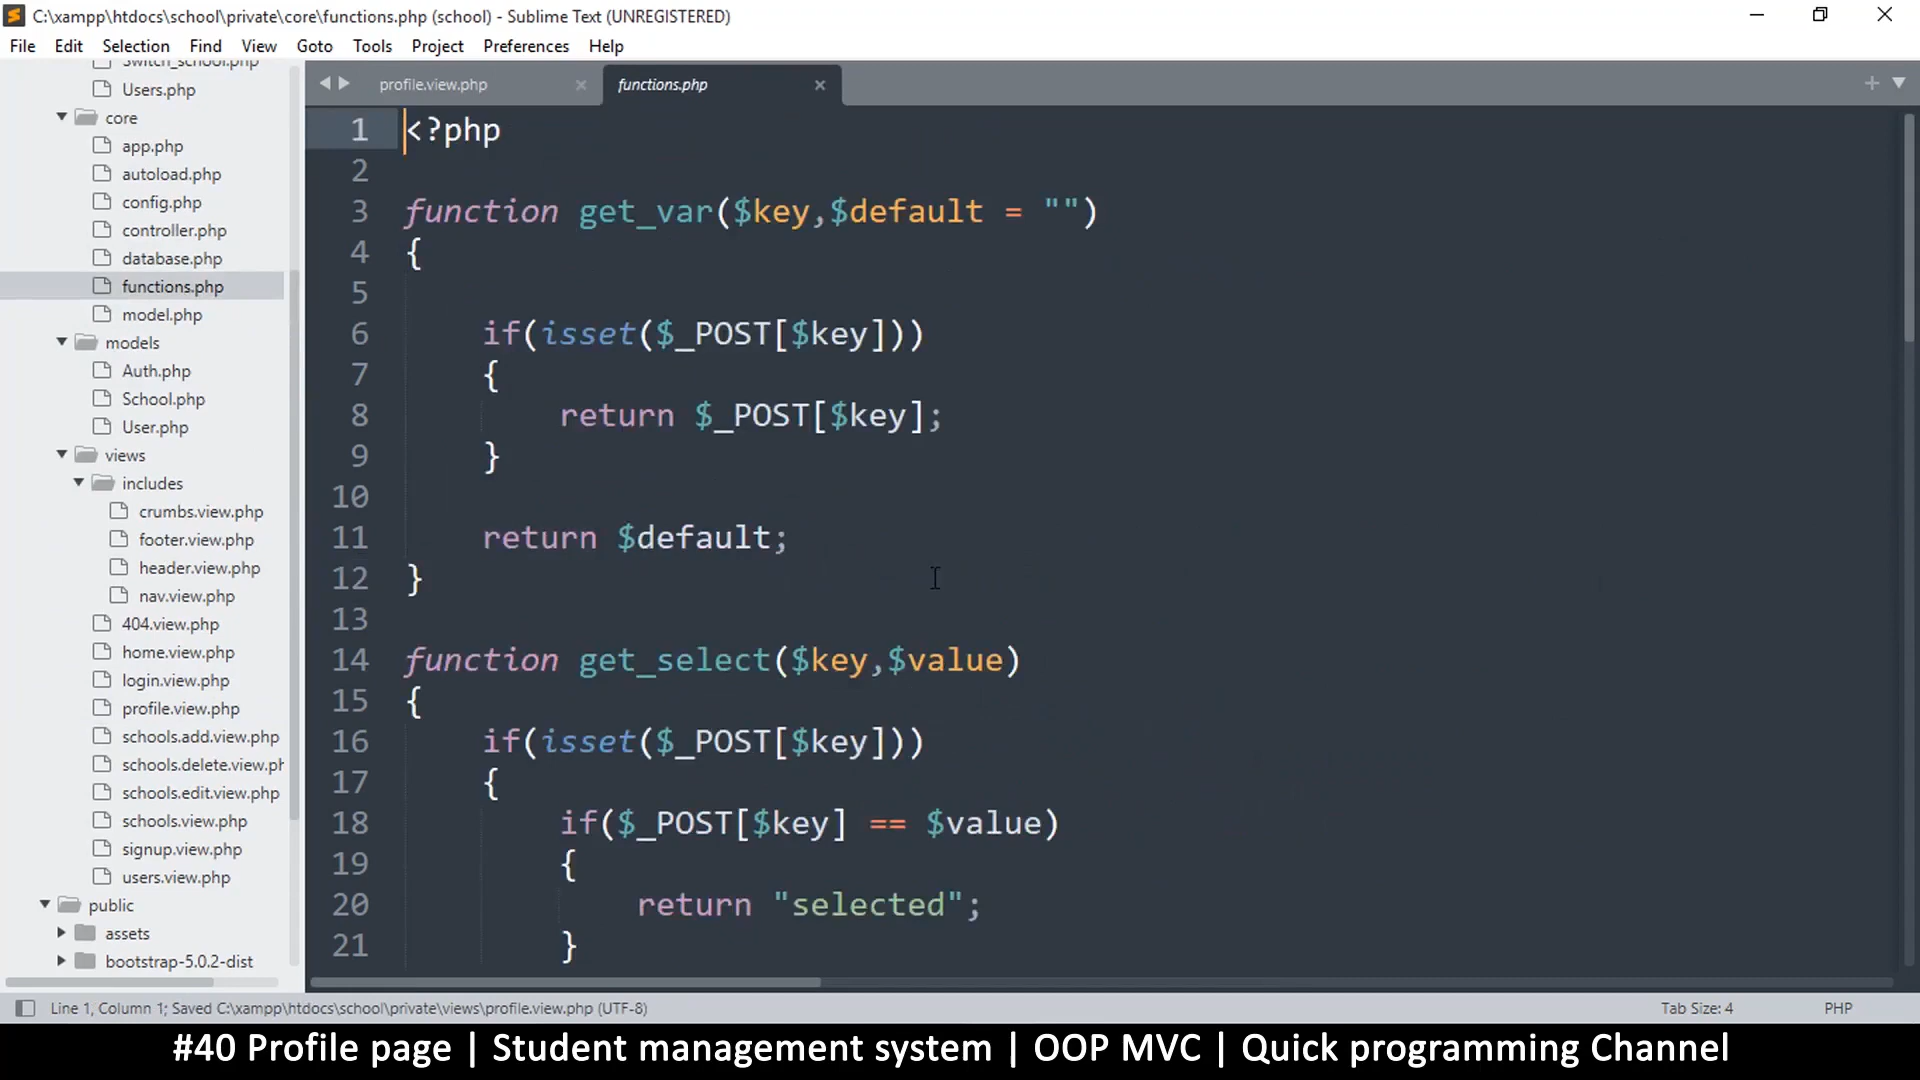 C:\xampp\htdocs\school\private\core\functions.php (school) - Sublime Text (UNREGISTERED)
File Edit Selection Find View Goto Tools Project Preferences Help
Switch_school.php
Users.php
core
app.php
autoload.php
config.php
controller.php
database.php
functions.php
model.php
models
Auth.php
School.php
User.php
views
includes
crumbs.view.php
footer.view.php
header.view.php
nav.view.php
404.view.php
home.view.php
login.view.php
profile.view.php
schools.add.view.php
schools.delete.view.ph
schools.edit.view.php
schools.view.php
signup.view.php
users.view.php
public
assets
bootstrap-5.0.2-dist
profile.view.php × functions.php ×
1 <?php
2
3 function get_var($key,$default = "")
4 {
5
6 if(isset($_POST[$key]))
7 {
8 return $_POST[$key];
9 }
10
11 return $default;
12 }
13
14 function get_select($key,$value)
15 {
16 if(isset($_POST[$key]))
17 {
18 if($_POST[$key] == $value)
19 {
20 return "selected";
21 }
Line 1, Column 1; Saved C:\xampp\htdocs\school\private\views\profile.view.php (UTF-8) Tab Size: 4 PHP
#40 Profile page | Student management system | OOP MVC | Quick programming Channel